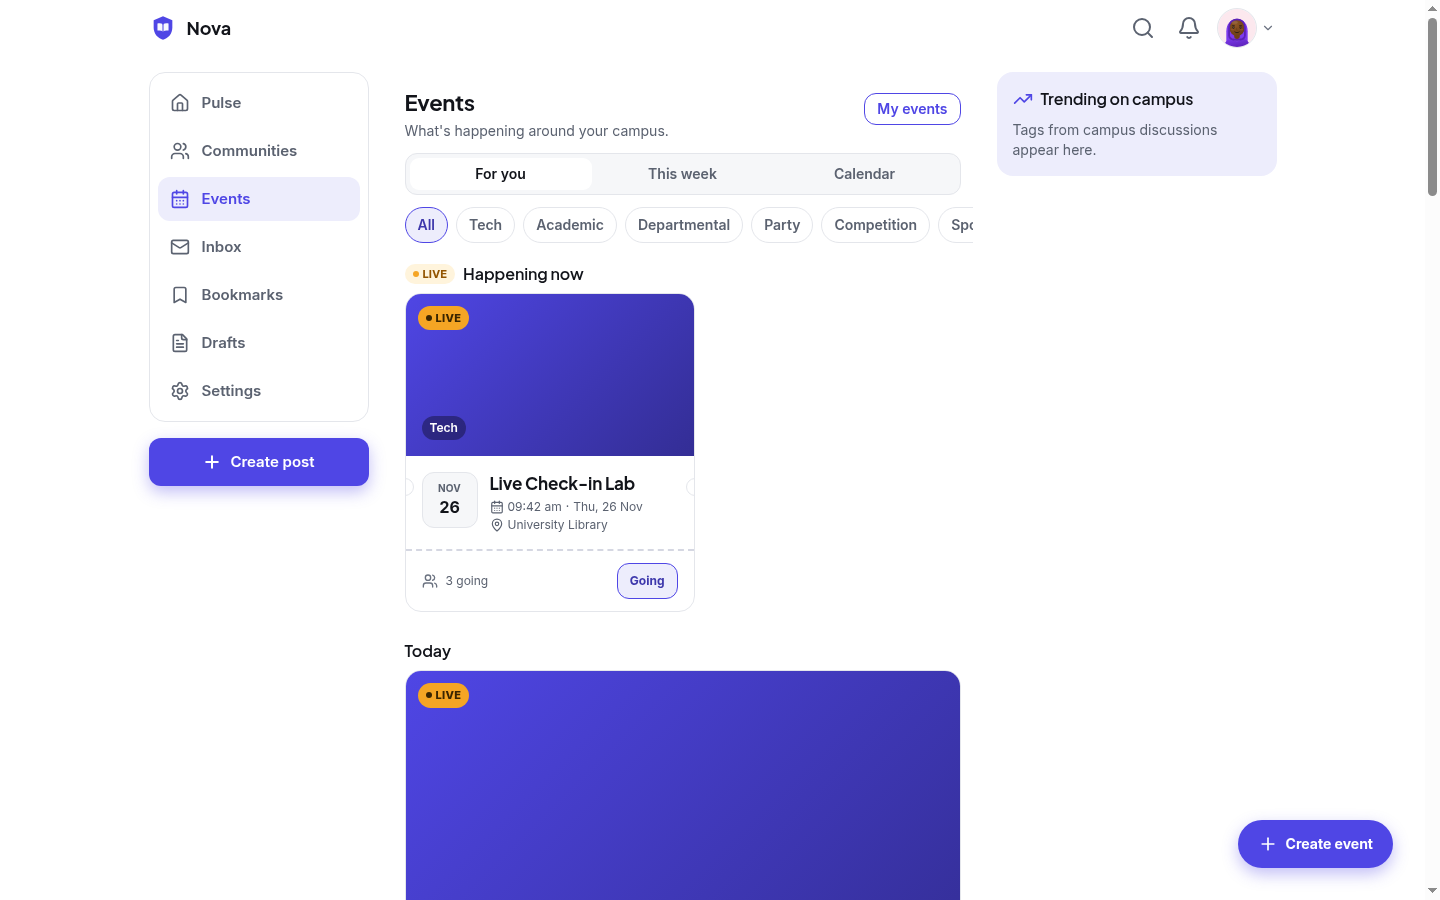 Nova
Pulse
Communities
Events
Inbox
Bookmarks
Drafts
Settings
Create post
Events
What's happening around your campus.
My events
For you
This week
Calendar
All
Tech
Academic
Departmental
Party
Competition
Spo
LIVE
Happening now
LIVE
Tech
NOV
26
Live Check-in Lab
09:42 am · Thu, 26 Nov
University Library
3 going
Going
Today
LIVE
Trending on campus
Tags from campus discussions
appear here.
Create event